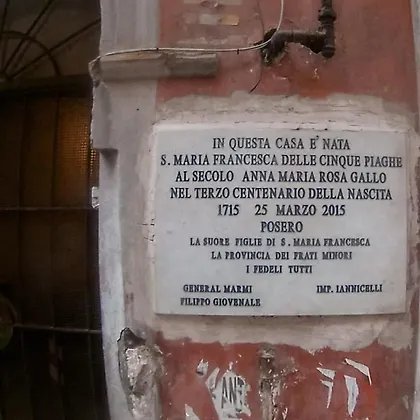 IN QUESTA CASA E' NATA
S. MARIA FRANCESCA DELLE CINQUE PIAGHE
AL SECOLO ANNA MARIA ROSA GALLO
NEL TERZO CENTENARIO DELLA NASCITA
1715 25 MARZO 2015
POSERO
LA SUORE FIGLIE DI S. MARIA FRANCESCA
LA PROVINCIA DEI FRATI MINORI
I FEDELI TUTTI
GENERAL MARMI IMP. IANNICELLI
FILIPPO GIOVENALE
ANT